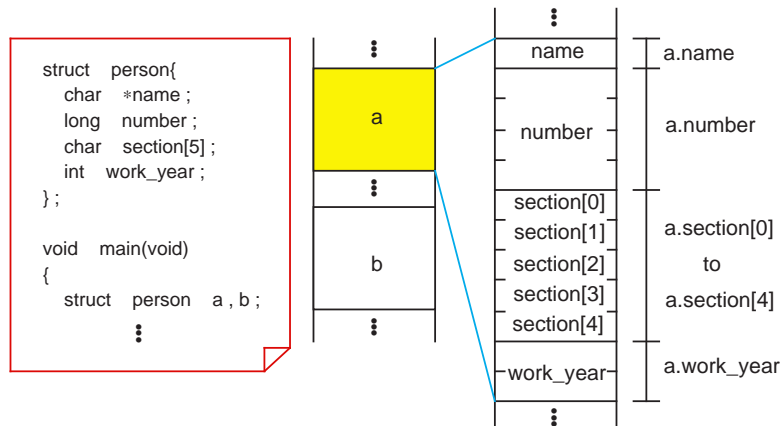 struct person{
char *name ;
long number ;
char section[5] ;
int work_year ;
} ;
void main(void)
{
struct person a , b ;
a
b
name
number
section[0]
section[1]
section[2]
section[3]
section[4]
work_year
a.name
a.number
a.section[0]
to
a.section[4]
a.work_year